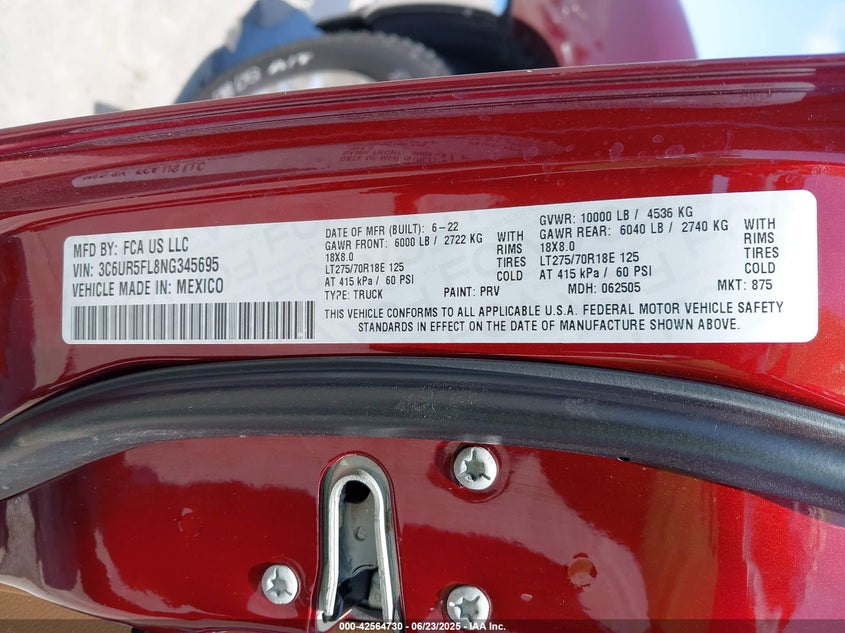 MFD BY: FCA US LLC
VIN: 3C6UR5FL8NG345695
VEHICLE MADE IN: MEXICO
DATE OF MFR (BUILT): 6-22
GAWR FRONT: 6000 LB / 2722 KG WITH
18X8.0 RIMS
LT275/70R18E 125 TIRES
AT 415 kPa / 60 PSI COLD
TYPE: TRUCK PAINT: PRV
GVWR: 10000 LB / 4536 KG
GAWR REAR: 6040 LB / 2740 KG WITH
18X8.0 RIMS
LT275/70R18E 125 TIRES
AT 415 kPa / 60 PSI COLD
MDH: 062505 MKT: 875
THIS VEHICLE CONFORMS TO ALL APPLICABLE U.S.A. FEDERAL MOTOR VEHICLE SAFETY
STANDARDS IN EFFECT ON THE DATE OF MANUFACTURE SHOWN ABOVE.
000-42564730 - 06/23/2025 - IAA Inc.